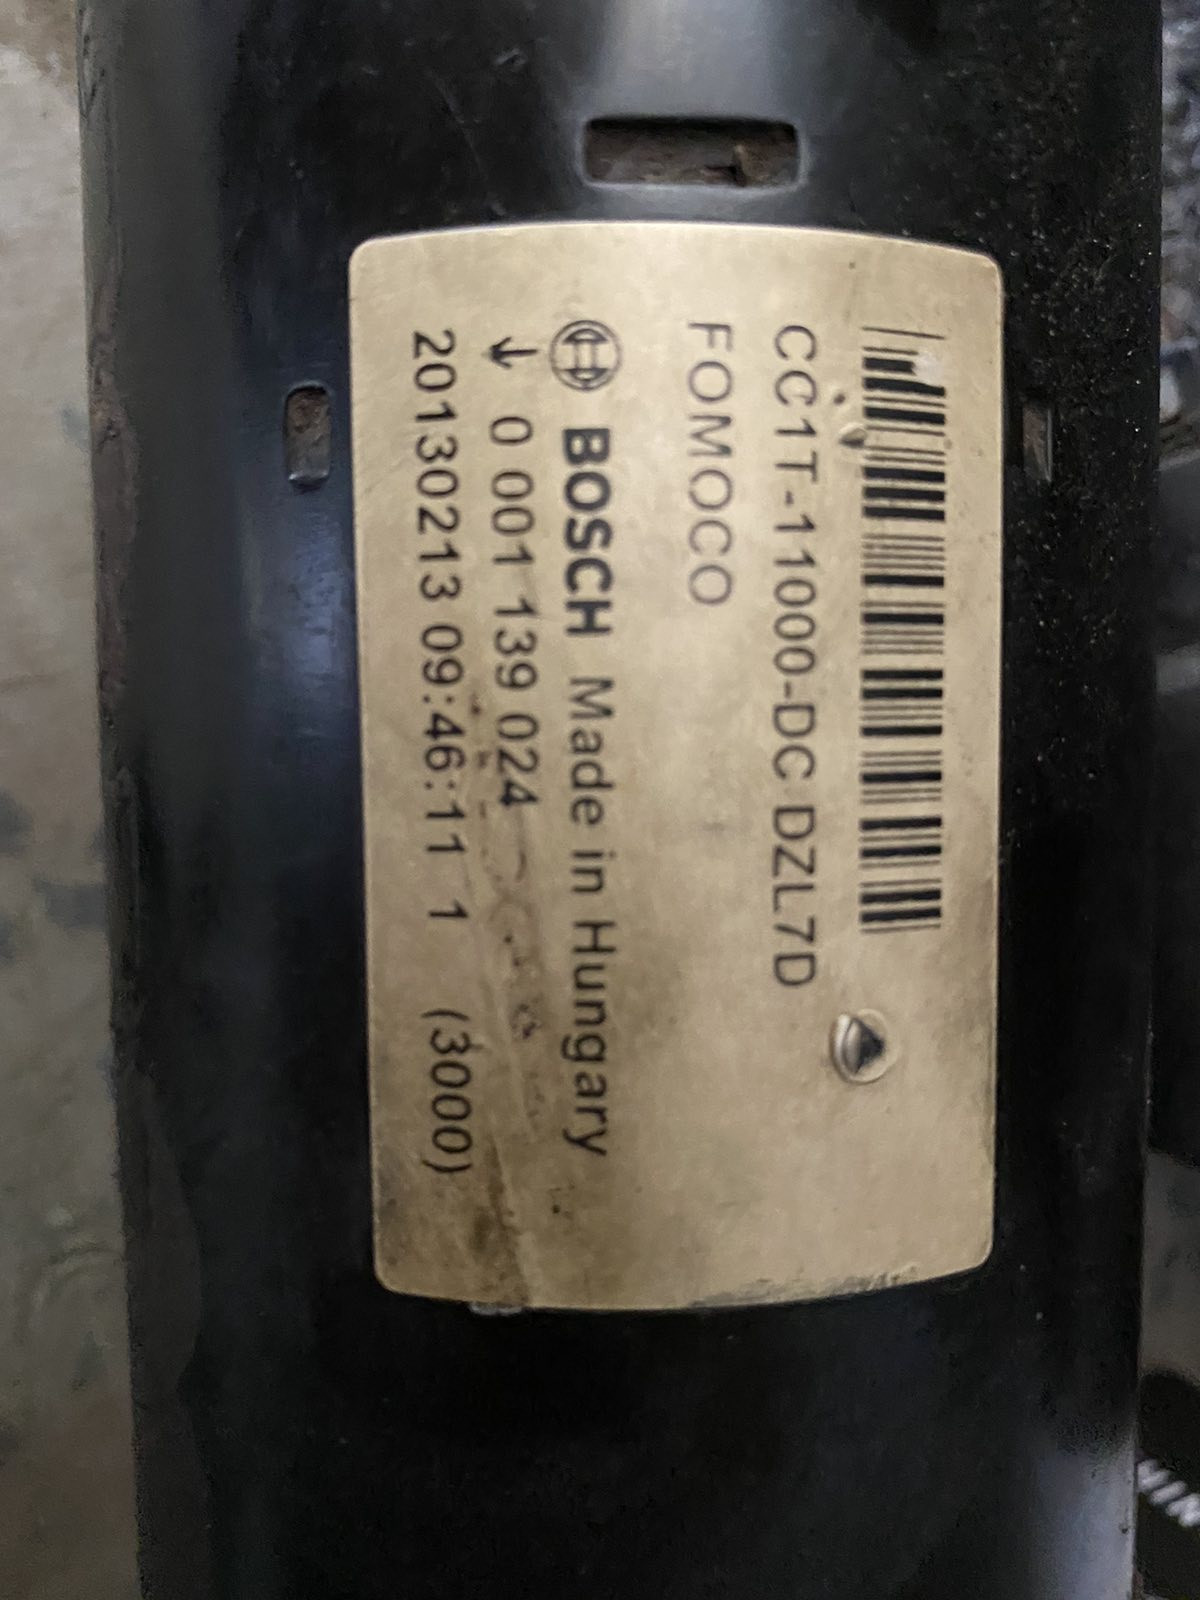 CC1T-11000-DC DZL7D
FOMOCO
BOSCH Made in Hungary
0 001 139 024
20130213 09:46:11 1 (3000)